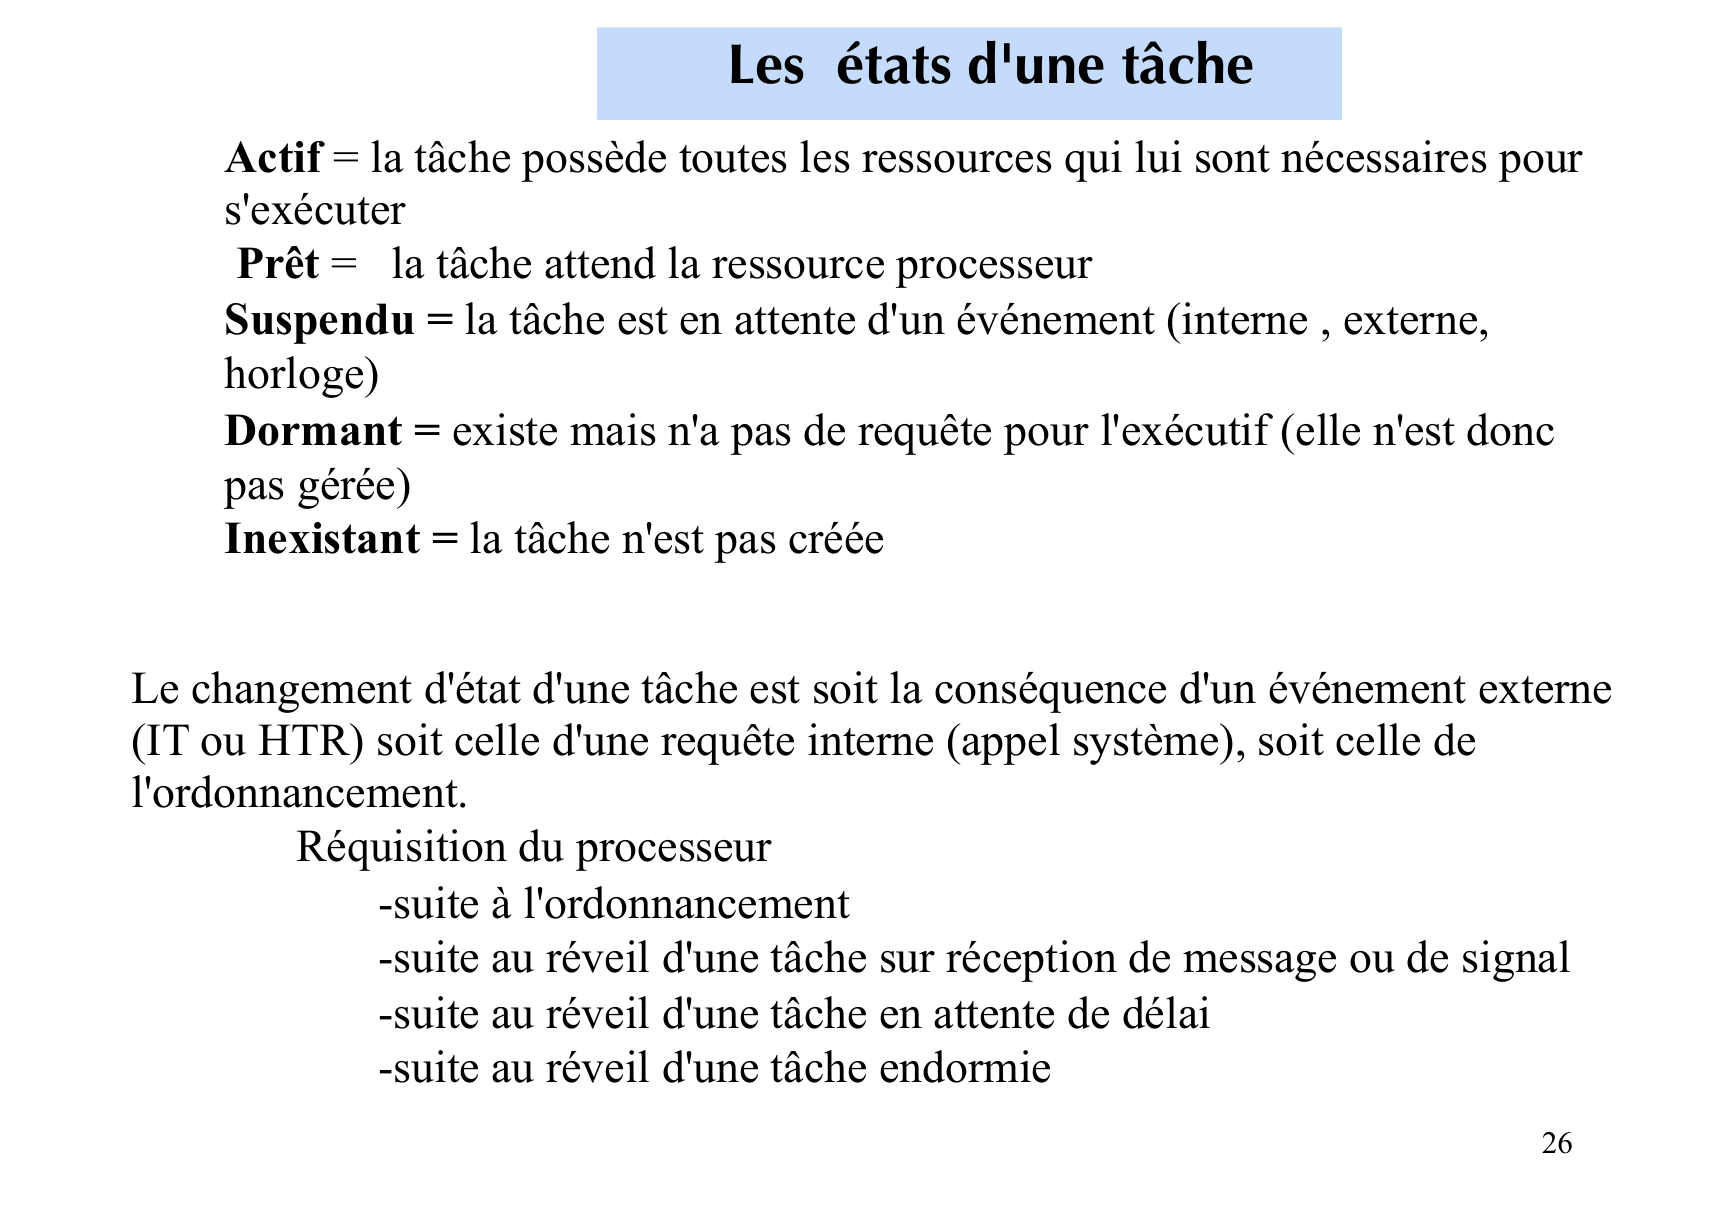 Les états d'une tâche
Actif = la tâche possède toutes les ressources qui lui sont nécessaires pour
s'exécuter
Prêt = la tâche attend la ressource processeur
Suspendu = la tâche est en attente d'un événement (interne , externe,
horloge)
Dormant = existe mais n'a pas de requête pour l'exécutif (elle n'est donc
pas gérée)
Inexistant = la tâche n'est pas créée
Le changement d'état d'une tâche est soit la conséquence d'un événement externe
(IT ou HTR) soit celle d'une requête interne (appel système), soit celle de
l'ordonnancement.
Réquisition du processeur
-suite à l'ordonnancement
-suite au réveil d'une tâche sur réception de message ou de signal
-suite au réveil d'une tâche en attente de délai
-suite au réveil d'une tâche endormie
26